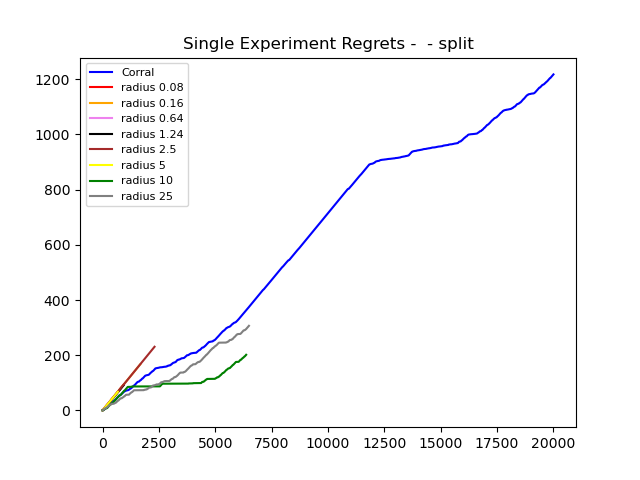 Single Experiment Regrets -  - split
Corral
radius 0.08
radius 0.16
radius 0.64
radius 1.24
radius 2.5
radius 5
radius 10
radius 25
1200
1000
800
600
400
200
0
0 2500 5000 7500 10000 12500 15000 17500 20000